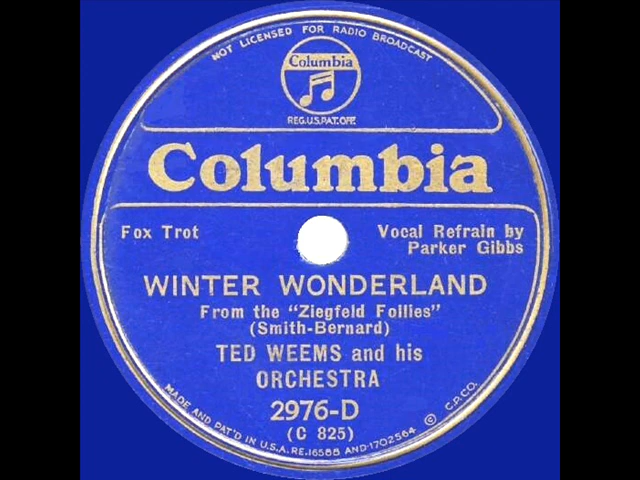 NOT LICENSED FOR RADIO BROADCAST
Columbia
REG.U.S.PAT.OFF.
Columbia
Fox Trot
Vocal Refrain by
Parker Gibbs
WINTER WONDERLAND
From the "Ziegfeld Follies"
(Smith-Bernard)
TED WEEMS and his
ORCHESTRA
2976-D
(C 825)
MADE AND PAT'D IN U.S.A. RE.16588 AND-1702564 © C.P.CO.